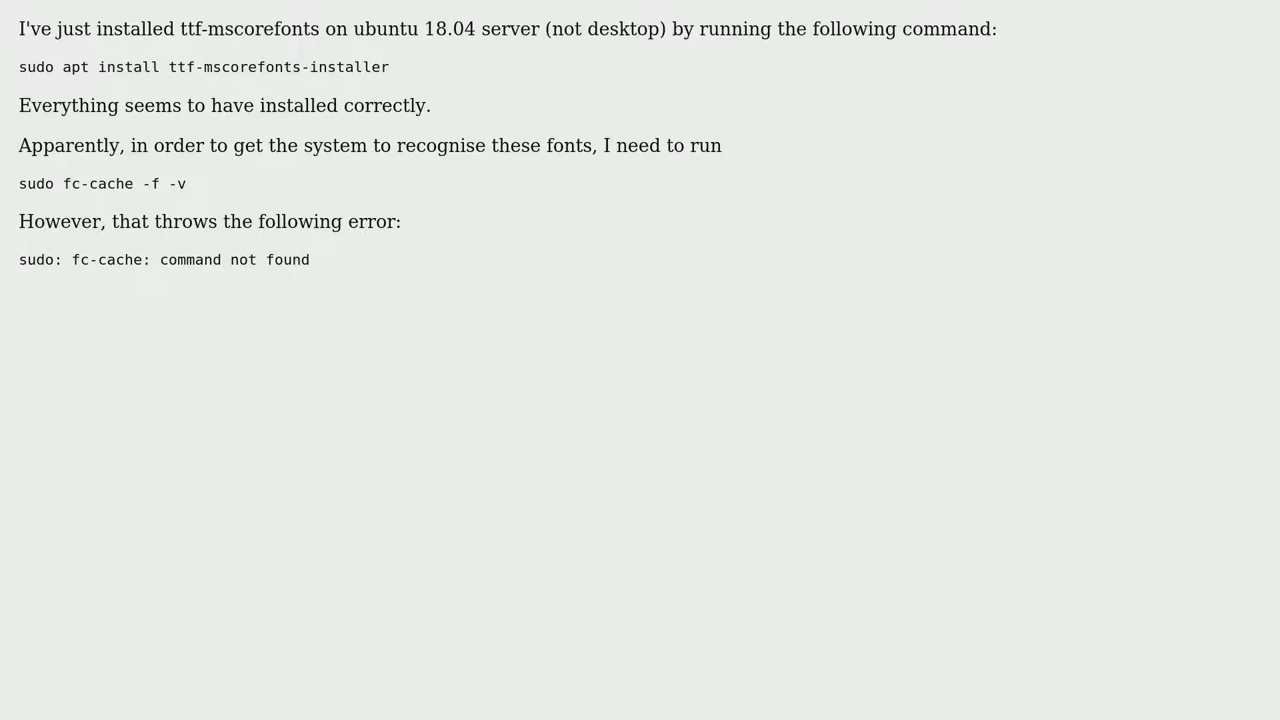 I've just installed ttf-mscorefonts on ubuntu 18.04 server (not desktop) by running the following command:
sudo apt install ttf-mscorefonts-installer
Everything seems to have installed correctly.
Apparently, in order to get the system to recognise these fonts, I need to run
sudo fc-cache -f -v
However, that throws the following error:
sudo: fc-cache: command not found